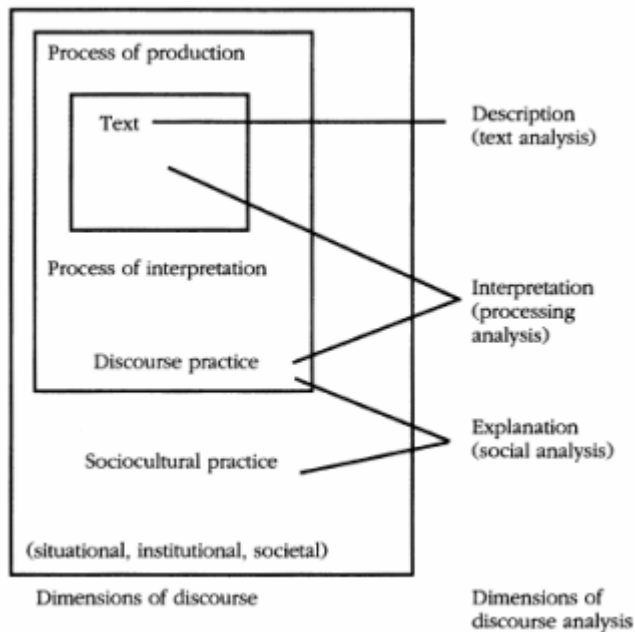 Process of production
Text
Description
(text analysis)
Process of interpretation
Interpretation
(processing
analysis)
Discourse practice
Explanation
(social analysis)
Sociocultural practice
(situational, institutional, societal)
Dimensions of discourse
Dimensions of
discourse analysis